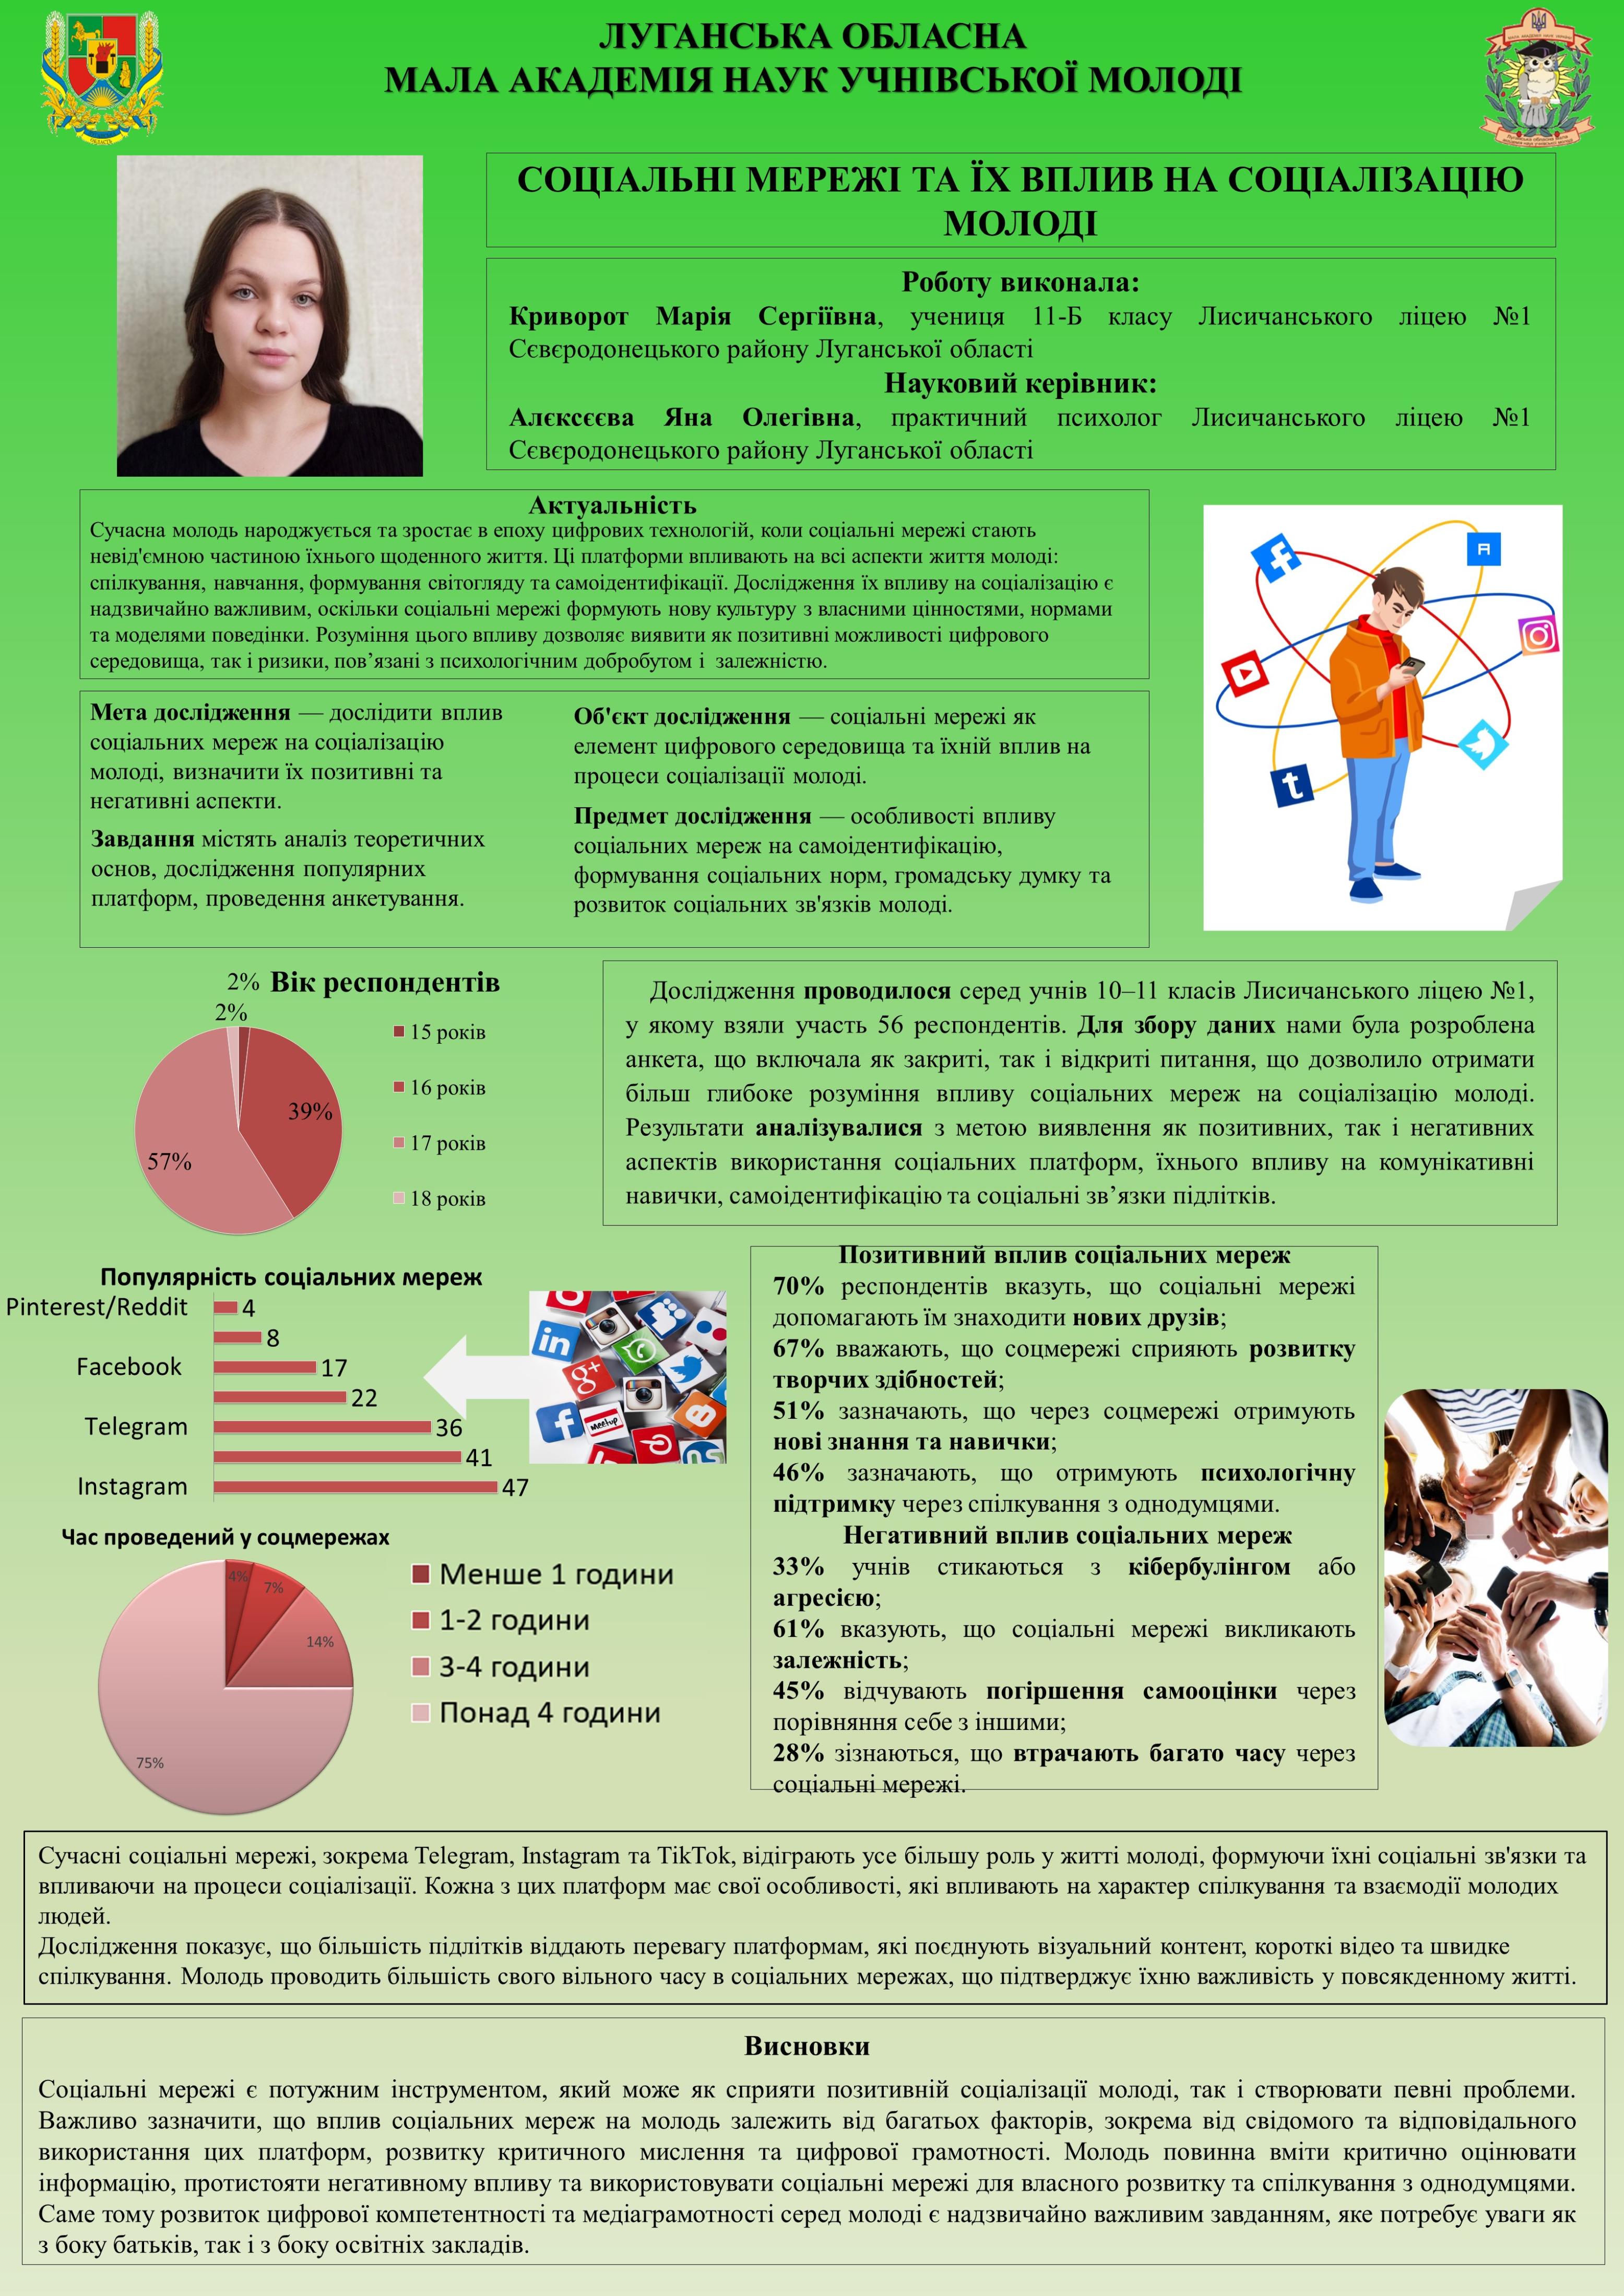 ЛУГАНСЬКА ОБЛАСНА
МАЛА АКАДЕМІЯ НАУК УЧНІВСЬКОЇ МОЛОДІ
ОБЛАСТЬ
СОЦІАЛЬНІ МЕРЕЖІ ТА ЇХ ВПЛИВ НА СОЦІАЛІЗАЦІЮ
МОЛОДІ
Роботу виконала:
Криворот Марія Сергіївна, учениця 11-Б класу Лисичанського ліцею №1
Сєвєродонецького району Луганської області
Науковий керівник:
Алєксєєва Яна Олегівна, практичний психолог Лисичанського ліцею №1
Сєвєродонецького району Луганської області
Актуальність
Сучасна молодь народжується та зростає в епоху цифрових технологій, коли соціальні мережі стають
невід'ємною частиною їхнього щоденного життя. Ці платформи впливають на всі аспекти життя молоді:
спілкування, навчання, формування світогляду та самоідентифікації. Дослідження їх впливу на соціалізацію є
надзвичайно важливим, оскільки соціальні мережі формують нову культуру з власними цінностями, нормами
та моделями поведінки. Розуміння цього впливу дозволяє виявити як позитивні можливості цифрового
середовища, так і ризики, пов’язані з психологічним добробутом і залежністю.
Мета дослідження — дослідити вплив
соціальних мереж на соціалізацію
молоді, визначити їх позитивні та
негативні аспекти.
Завдання містять аналіз теоретичних
основ, дослідження популярних
платформ, проведення анкетування.
Об'єкт дослідження — соціальні мережі як
елемент цифрового середовища та їхній вплив на
процеси соціалізації молоді.
Предмет дослідження — особливості впливу
соціальних мереж на самоідентифікацію,
формування соціальних норм, громадську думку та
розвиток соціальних зв'язків молоді.
Вік респондентів
2%
2%
39%
57%
15 років
16 років
17 років
18 років
Дослідження проводилося серед учнів 10–11 класів Лисичанського ліцею №1,
у якому взяли участь 56 респондентів. Для збору даних нами була розроблена
анкета, що включала як закриті, так і відкриті питання, що дозволило отримати
більш глибоке розуміння впливу соціальних мереж на соціалізацію молоді.
Результати аналізувалися з метою виявлення як позитивних, так і негативних
аспектів використання соціальних платформ, їхнього впливу на комунікативні
навички, самоідентифікацію та соціальні зв’язки підлітків.
Популярність соціальних мереж
Pinterest/Reddit 4
8
Facebook 17
22
Telegram 36
41
Instagram 47
in
g+
meetup
Час проведений у соцмережах
4%
7%
14%
75%
Менше 1 години
1-2 години
3-4 години
Понад 4 години
Позитивний вплив соціальних мереж
70% респондентів вказуть, що соціальні мережі
допомагають їм знаходити нових друзів;
67% вважають, що соцмережі сприяють розвитку
творчих здібностей;
51% зазначають, що через соцмережі отримують
нові знання та навички;
46% зазначають, що отримують психологічну
підтримку через спілкування з однодумцями.
Негативний вплив соціальних мереж
33% учнів стикаються з кібербулінгом або
агресією;
61% вказують, що соціальні мережі викликають
залежність;
45% відчувають погіршення самооцінки через
порівняння себе з іншими;
28% зізнаються, що втрачають багато часу через
соціальні мережі.
Сучасні соціальні мережі, зокрема Telegram, Instagram та TikTok, відіграють усе більшу роль у житті молоді, формуючи їхні соціальні зв'язки та
впливаючи на процеси соціалізації. Кожна з цих платформ має свої особливості, які впливають на характер спілкування та взаємодії молодих
людей.
Дослідження показує, що більшість підлітків віддають перевагу платформам, які поєднують візуальний контент, короткі відео та швидке
спілкування. Молодь проводить більшість свого вільного часу в соціальних мережах, що підтверджує їхню важливість у повсякденному житті.
Висновки
Соціальні мережі є потужним інструментом, який може як сприяти позитивній соціалізації молоді, так і створювати певні проблеми.
Важливо зазначити, що вплив соціальних мереж на молодь залежить від багатьох факторів, зокрема від свідомого та відповідального
використання цих платформ, розвитку критичного мислення та цифрової грамотності. Молодь повинна вміти критично оцінювати
інформацію, протистояти негативному впливу та використовувати соціальні мережі для власного розвитку та спілкування з однодумцями.
Саме тому розвиток цифрової компетентності та медіаграмотності серед молоді є надзвичайно важливим завданням, яке потребує уваги як
з боку батьків, так і з боку освітніх закладів.